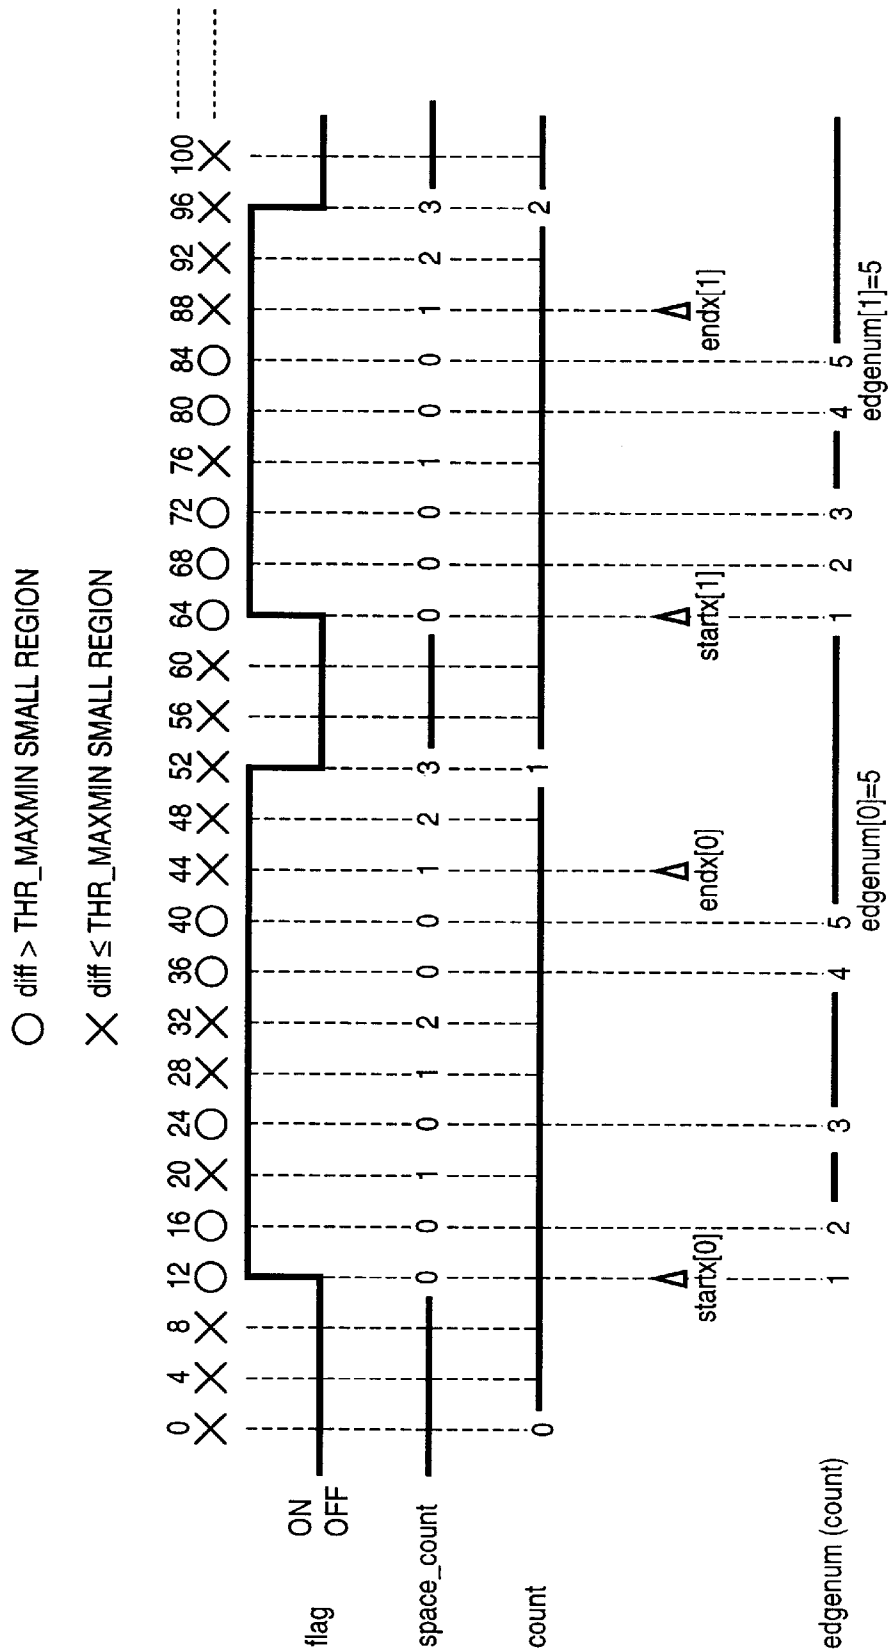 ○ diff > THR_MAXMIN SMALL REGION
× diff ≤ THR_MAXMIN SMALL REGION
0 4 8 12 16 20 24 28 32 36 40 44 48 52 56 60 64 68 72 76 80 84 88 92 96 100
× × × ○ ○ × ○ × × ○ ○ × × × × × ○ ○ ○ × ○ ○ × × × ×
flag ON
OFF
space_count 0 0 1 0 1 2 0 0 1 2 3 0 0 0 1 0 0 1 2 3
count 0 1 2
startx[0] endx[0] startx[1] endx[1]
edgenum (count) 1 2 3 4 5 1 2 3 4 5
edgenum[0]=5 edgenum[1]=5